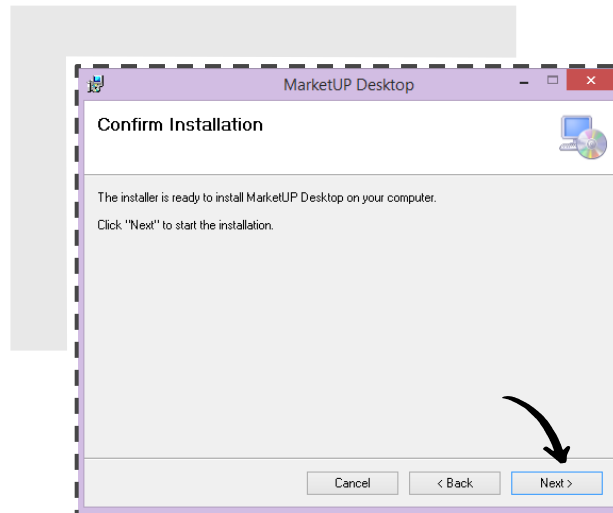 MarketUP Desktop
Confirm Installation
The installer is ready to install MarketUP Desktop on your computer.
Click "Next" to start the installation.
Cancel
< Back
Next >